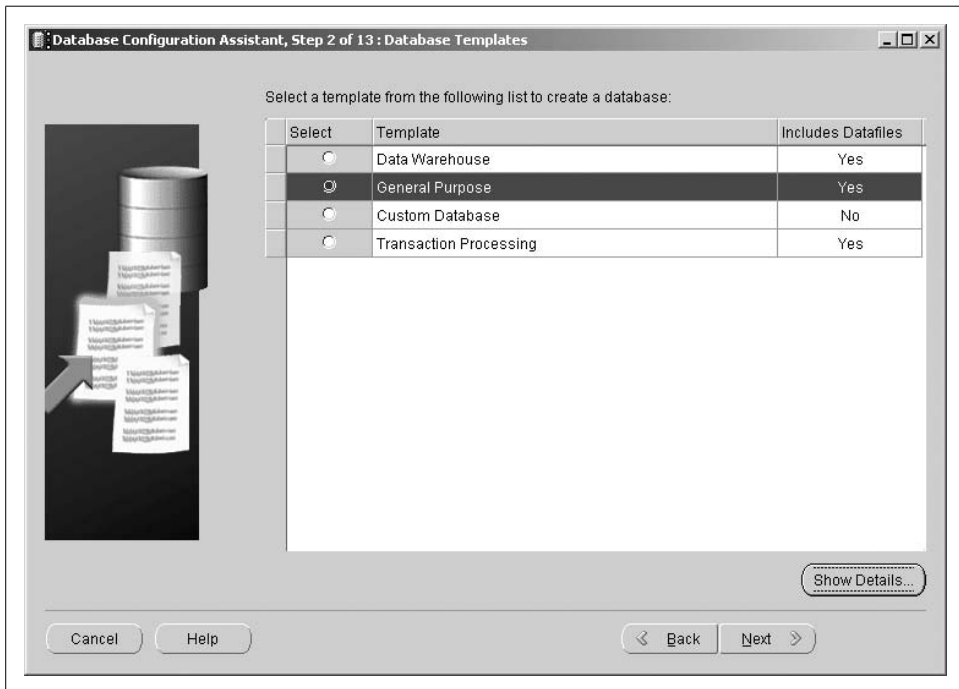 Database Configuration Assistant, Step 2 of 13 : Database Templates
Select a template from the following list to create a database:
Select Template Includes Datafiles
Data Warehouse Yes
General Purpose Yes
Custom Database No
Transaction Processing Yes
Show Details...
Cancel Help Back Next